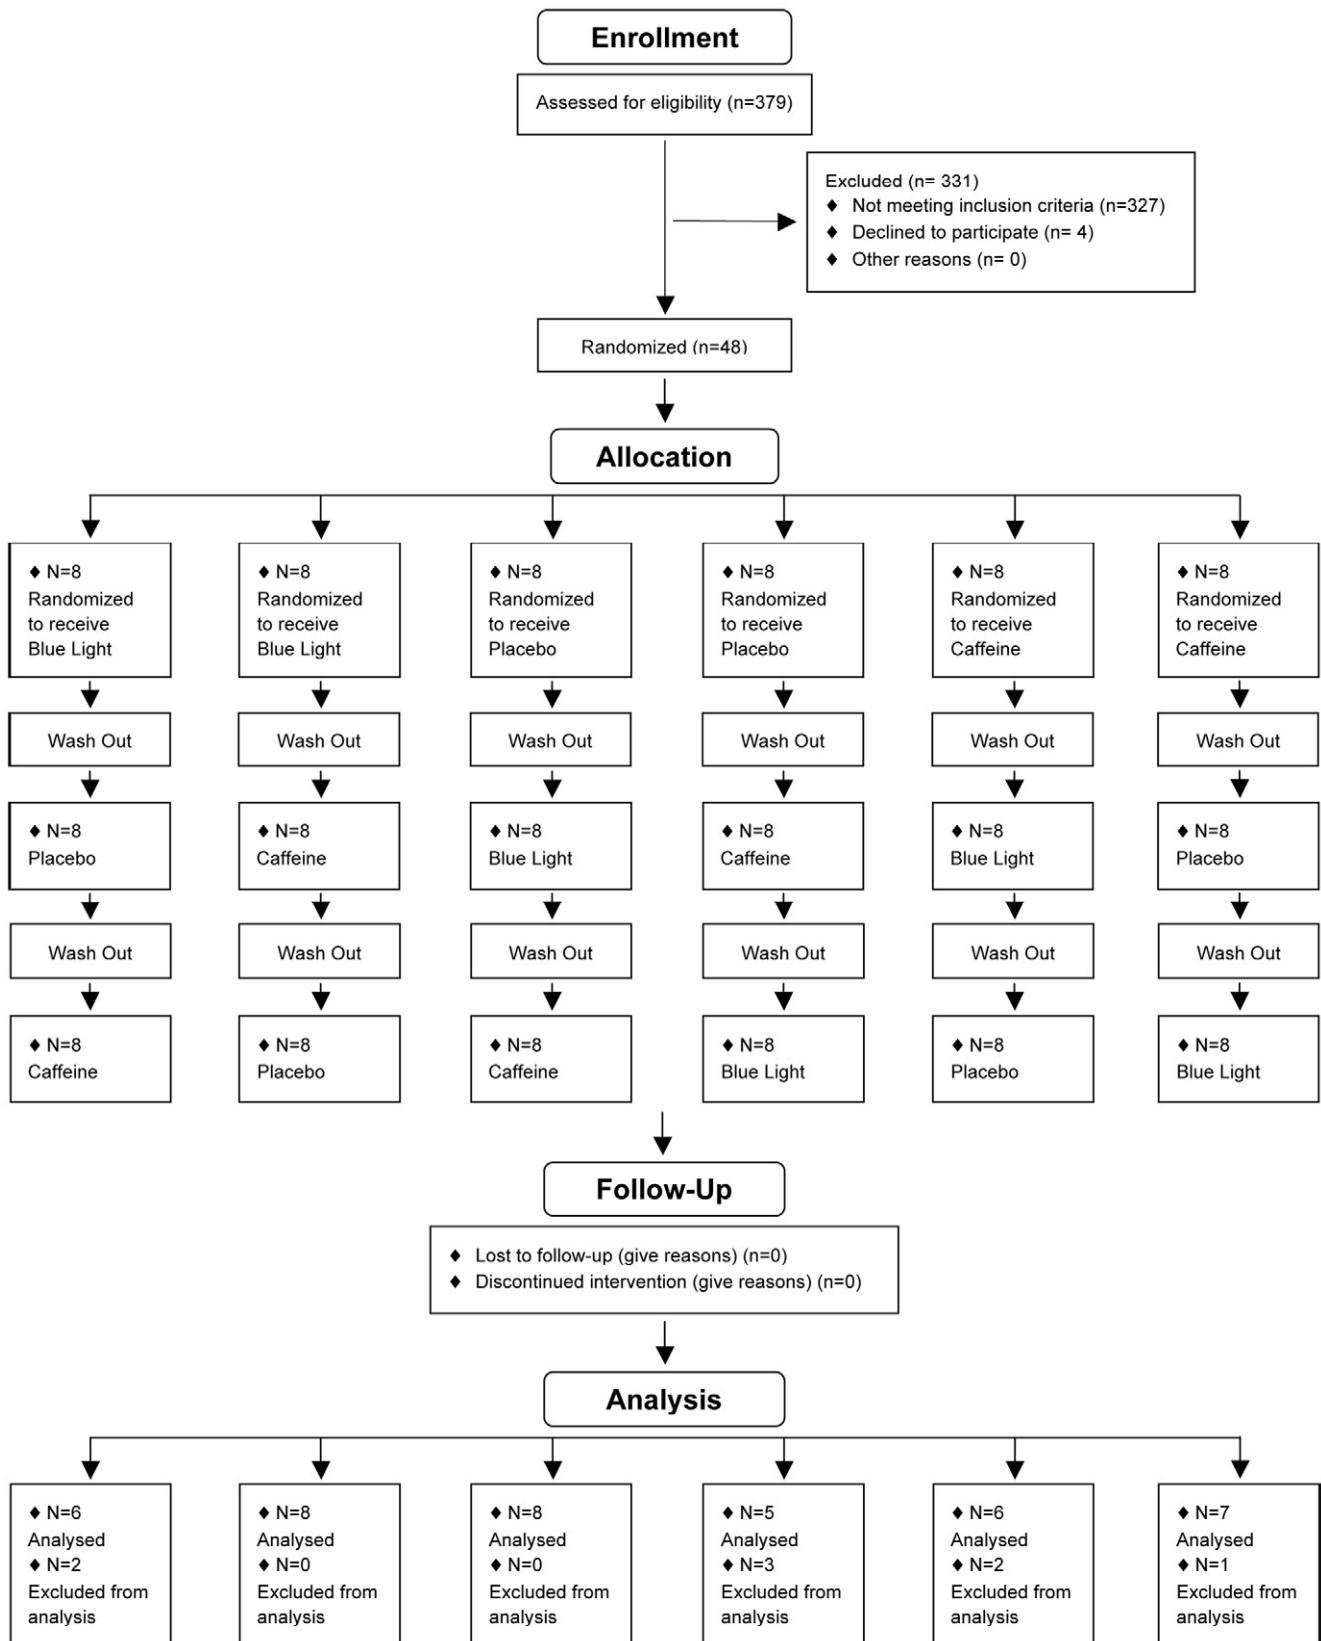 Enrollment
Assessed for eligibility (n=379)
Excluded (n= 331)
♦ Not meeting inclusion criteria (n=327)
♦ Declined to participate (n= 4)
♦ Other reasons (n= 0)
Randomized (n=48)
Allocation
♦ N=8
Randomized
to receive
Blue Light
♦ N=8
Randomized
to receive
Blue Light
♦ N=8
Randomized
to receive
Placebo
♦ N=8
Randomized
to receive
Placebo
♦ N=8
Randomized
to receive
Caffeine
♦ N=8
Randomized
to receive
Caffeine
Wash Out
Wash Out
Wash Out
Wash Out
Wash Out
Wash Out
♦ N=8
Placebo
♦ N=8
Caffeine
♦ N=8
Blue Light
♦ N=8
Caffeine
♦ N=8
Blue Light
♦ N=8
Placebo
Wash Out
Wash Out
Wash Out
Wash Out
Wash Out
Wash Out
♦ N=8
Caffeine
♦ N=8
Placebo
♦ N=8
Caffeine
♦ N=8
Blue Light
♦ N=8
Placebo
♦ N=8
Blue Light
Follow-Up
♦ Lost to follow-up (give reasons) (n=0)
♦ Discontinued intervention (give reasons) (n=0)
Analysis
♦ N=6
Analysed
♦ N=2
Excluded from
analysis
♦ N=8
Analysed
♦ N=0
Excluded from
analysis
♦ N=8
Analysed
♦ N=0
Excluded from
analysis
♦ N=5
Analysed
♦ N=3
Excluded from
analysis
♦ N=6
Analysed
♦ N=2
Excluded from
analysis
♦ N=7
Analysed
♦ N=1
Excluded from
analysis